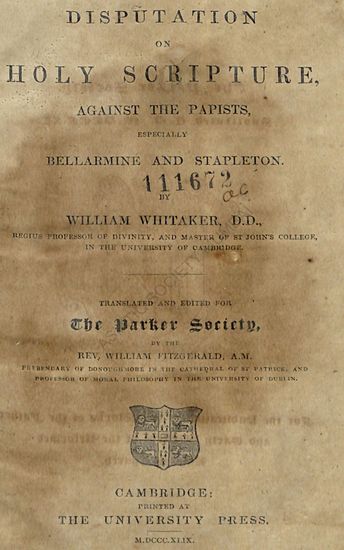 DISPUTATION
ON
HOLY SCRIPTURE,
AGAINST THE PAPISTS,
ESPECIALLY
BELLARMINE AND STAPLETON.
111672
BY
WILLIAM WHITAKER, D.D.,
REGIUS PROFESSOR OF DIVINITY, AND MASTER OF ST JOHN'S COLLEGE,
IN THE UNIVERSITY OF CAMBRIDGE.
TRANSLATED AND EDITED FOR
The Parker Society,
BY THE
REV. WILLIAM FITZGERALD, A.M.
PREBENDARY OF DONOUGHMORE IN THE CATHEDRAL OF ST PATRICK, AND
PROFESSOR OF MORAL PHILOSOPHY IN THE UNIVERSITY OF DUBLIN.
CAMBRIDGE:
PRINTED AT
THE UNIVERSITY PRESS.
M.DCCC.XLIX.